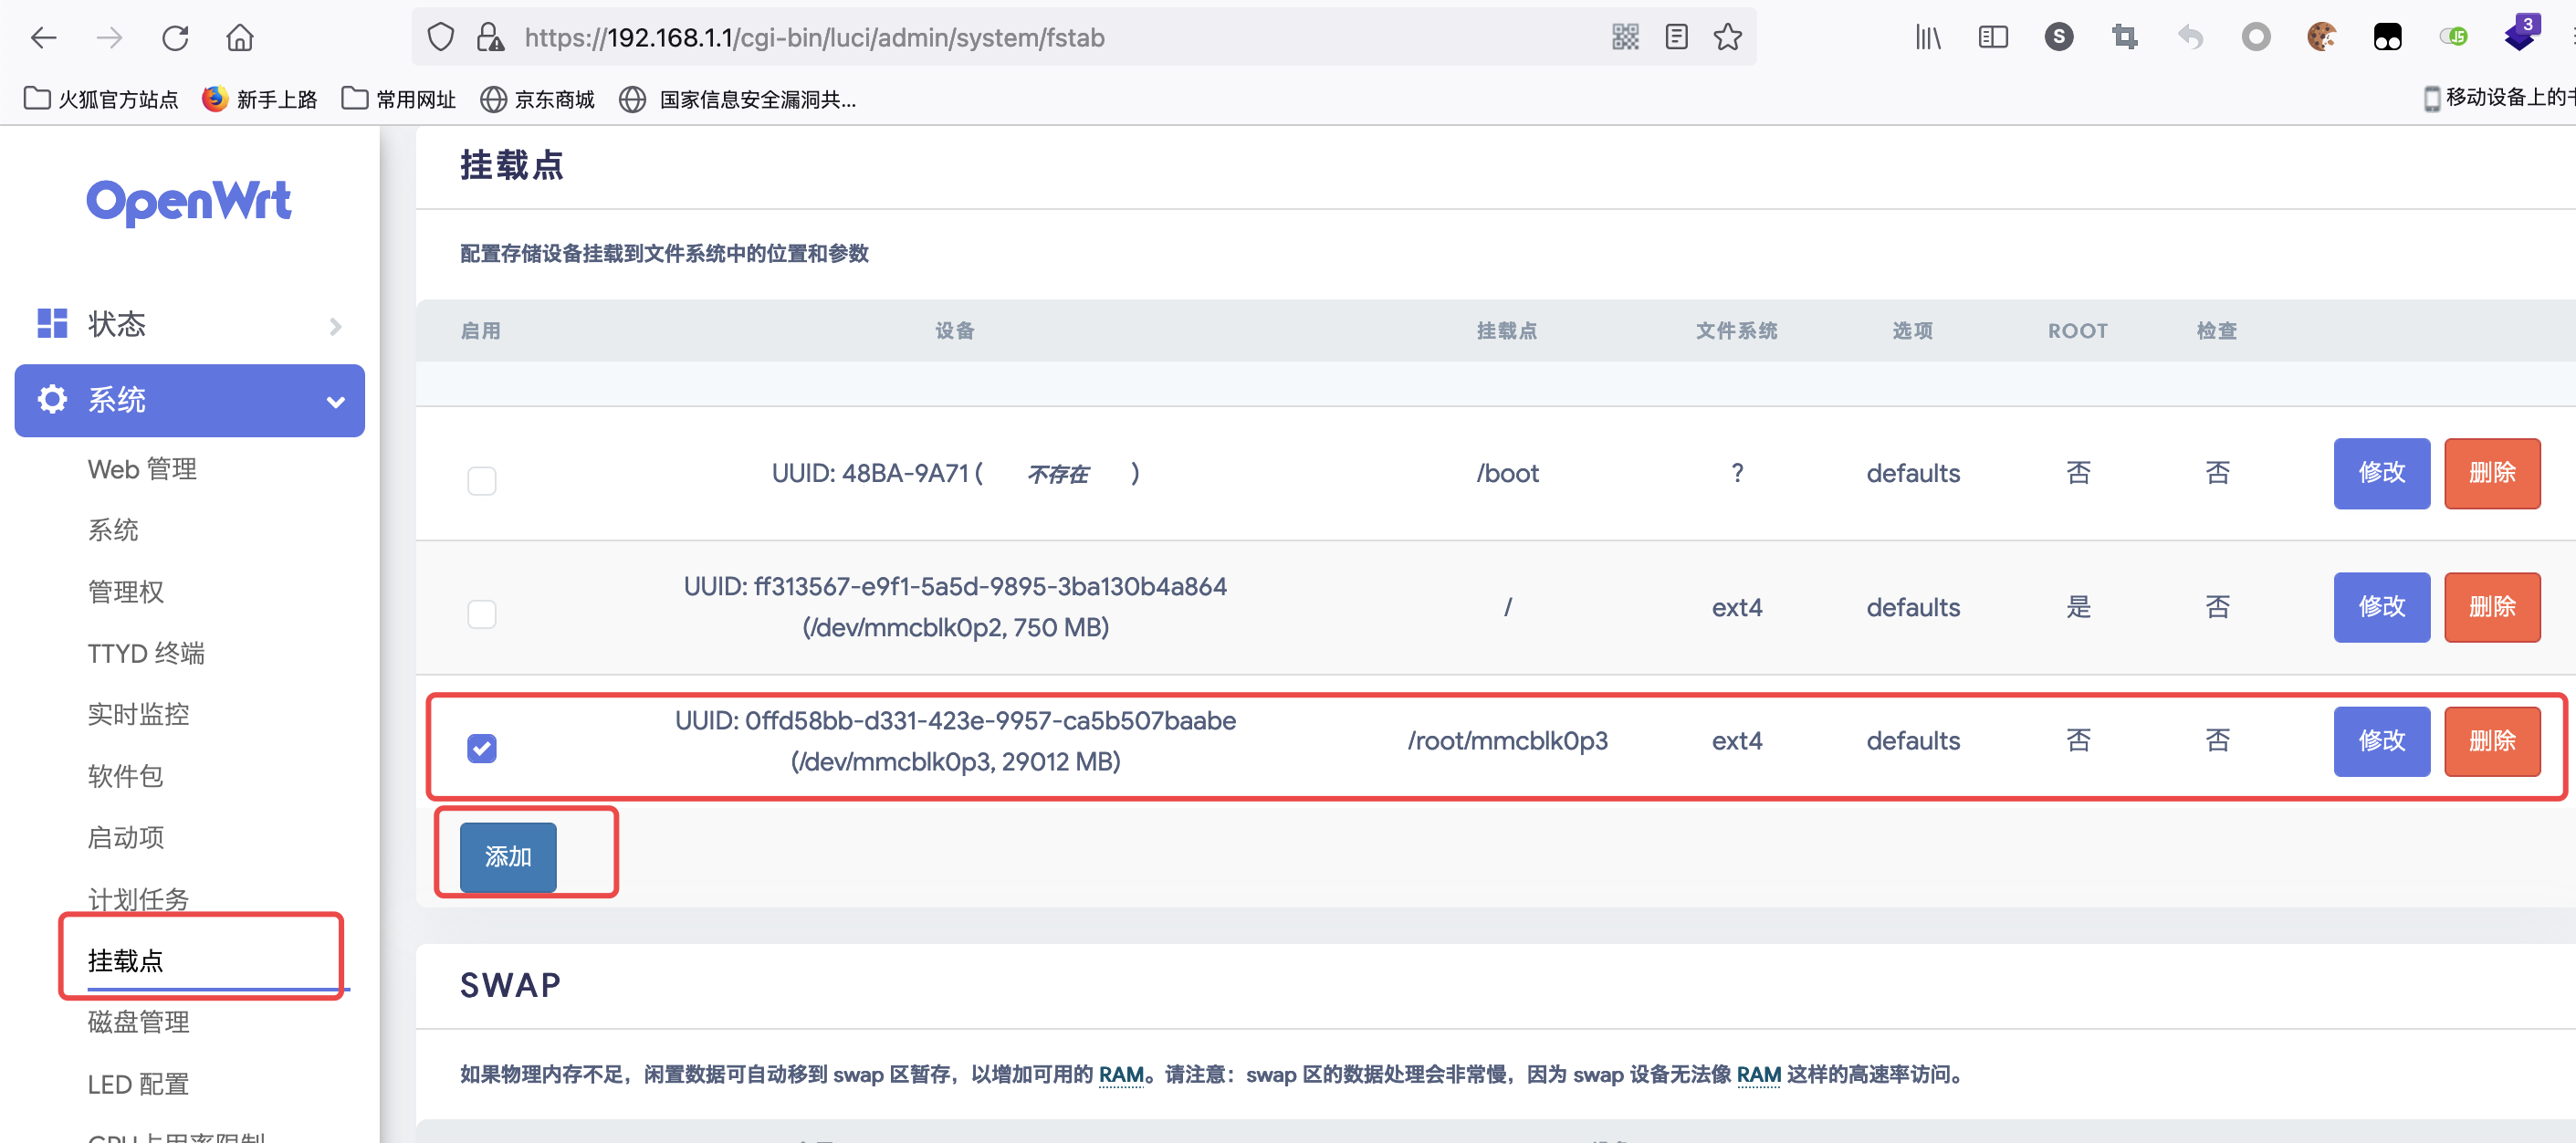 https://192.168.1.1/cgi-bin/luci/admin/system/fstab
3
火狐官方站点 新手上路 常用网址 京东商城 国家信息安全漏洞共... 移动设备上的
OpenWrt
状态
系统
Web 管理
系统
管理权
TTYD 终端
实时监控
软件包
启动项
计划任务
挂载点
磁盘管理
LED 配置
CPU占用率限制
挂载点
配置存储设备挂载到文件系统中的位置和参数
启用 设备 挂载点 文件系统 选项 ROOT 检查
UUID: 48BA-9A71 ( 不存在 ) /boot ? defaults 否 否 修改 删除
UUID: ff313567-e9f1-5a5d-9895-3ba130b4a864
(/dev/mmcblk0p2, 750 MB) / ext4 defaults 是 否 修改 删除
UUID: 0ffd58bb-d331-423e-9957-ca5b507baabe
(/dev/mmcblk0p3, 29012 MB) /root/mmcblk0p3 ext4 defaults 否 否 修改 删除
添加
SWAP
如果物理内存不足，闲置数据可自动移到 swap 区暂存，以增加可用的 RAM。请注意：swap 区的数据处理会非常慢，因为 swap 设备无法像 RAM 这样的高速率访问。